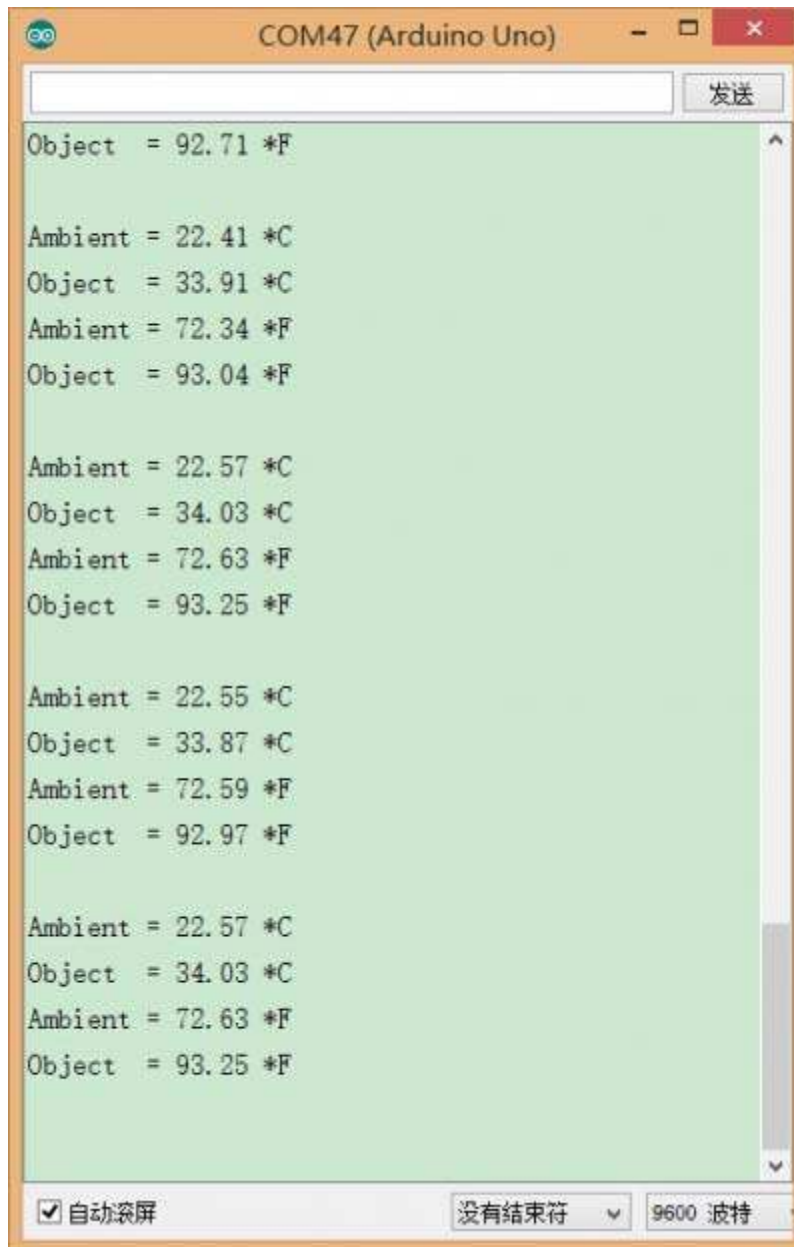 COM47 (Arduino Uno)
发送
Object  = 92.71 *F

Ambient = 22.41 *C
Object  = 33.91 *C
Ambient = 72.34 *F
Object  = 93.04 *F

Ambient = 22.57 *C
Object  = 34.03 *C
Ambient = 72.63 *F
Object  = 93.25 *F

Ambient = 22.55 *C
Object  = 33.87 *C
Ambient = 72.59 *F
Object  = 92.97 *F

Ambient = 22.57 *C
Object  = 34.03 *C
Ambient = 72.63 *F
Object  = 93.25 *F

自动滚屏 没有结束符 9600 波特